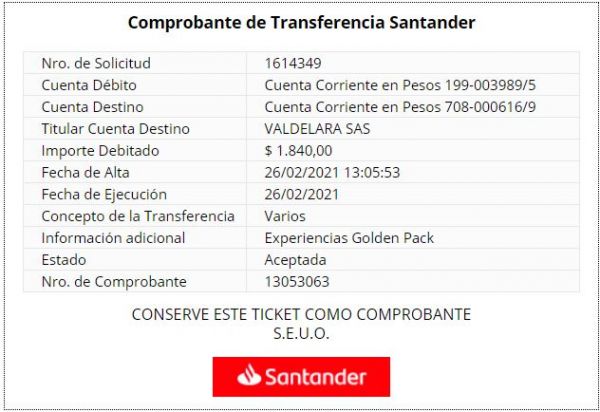 Comprobante de Transferencia Santander
Nro. de Solicitud 1614349
Cuenta Débito Cuenta Corriente en Pesos 199-003989/5
Cuenta Destino Cuenta Corriente en Pesos 708-000616/9
Titular Cuenta Destino VALDELARA SAS
Importe Debitado $ 1.840,00
Fecha de Alta 26/02/2021 13:05:53
Fecha de Ejecución 26/02/2021
Concepto de la Transferencia Varios
Información adicional Experiencias Golden Pack
Estado Aceptada
Nro. de Comprobante 13053063
CONSERVE ESTE TICKET COMO COMPROBANTE
S.E.U.O.
Santander